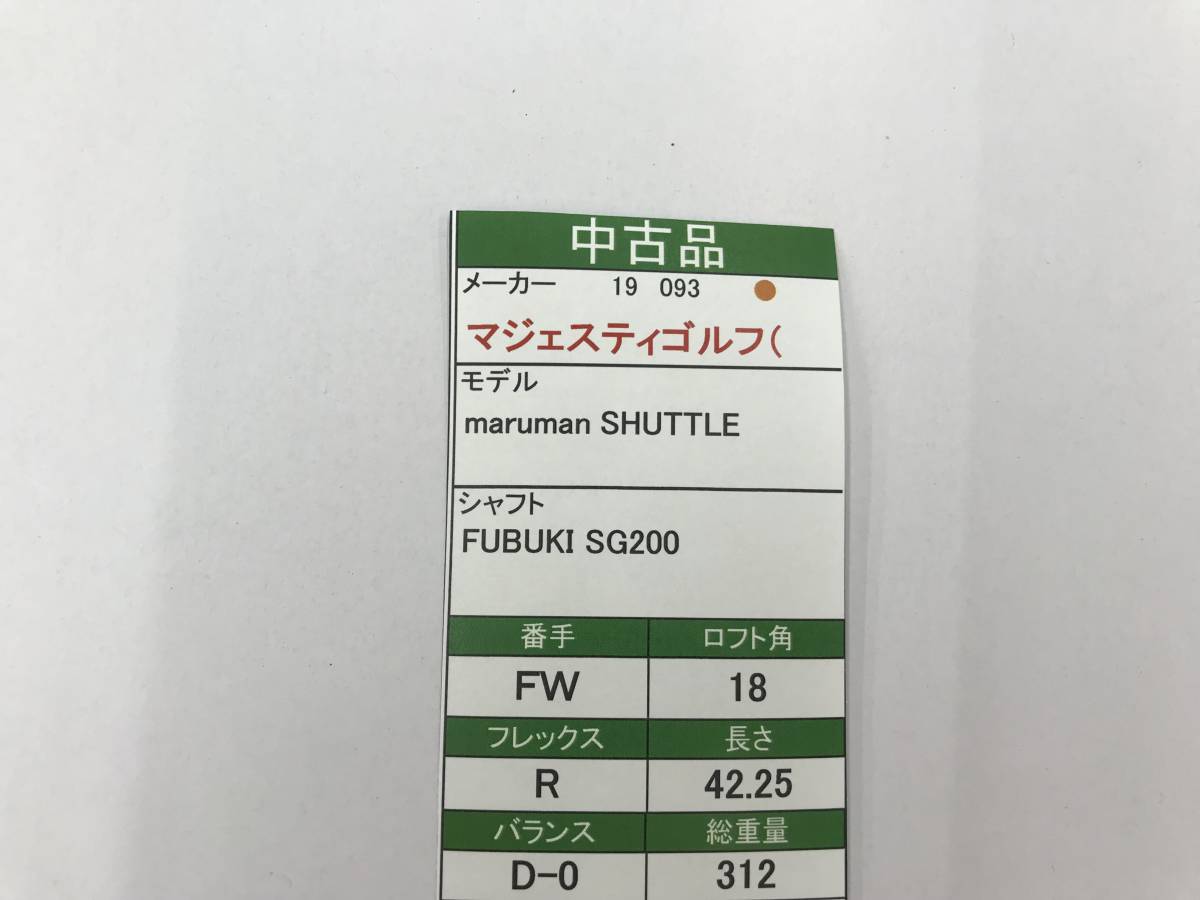 中古品
メーカー 19 093
マジェスティゴルフ(
モデル
maruman SHUTTLE
シャフト
FUBUKI SG200
番手 ロフト角
FW 18
フレックス 長さ
R 42.25
バランス 総重量
D-0 312